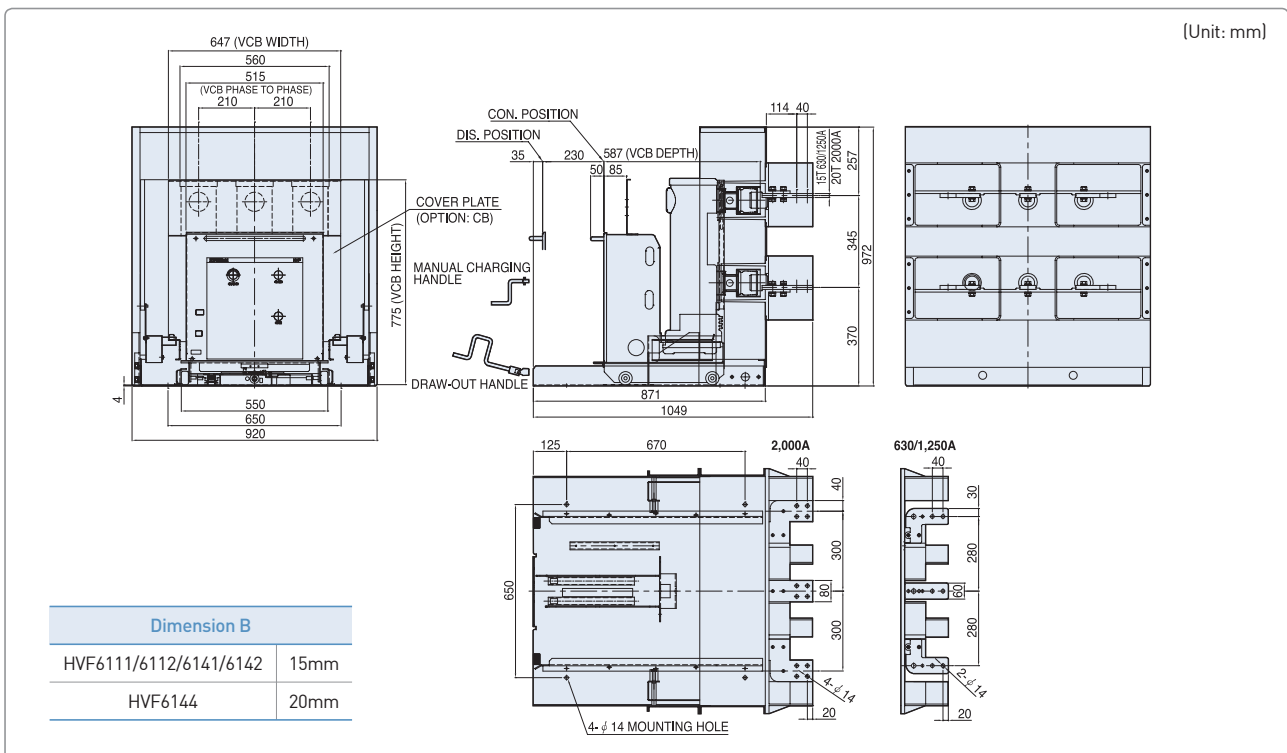 (Unit: mm)
647 (VCB WIDTH)
560
515
(VCB PHASE TO PHASE)
210 210
COVER PLATE
(OPTION: CB)
775 (VCB HEIGHT)
4
550
650
920
CON. POSITION
DIS. POSITION
35 230 587 (VCB DEPTH)
50 85
114 40
15T 630/1250A
20T 2000A
257
345
370
972
MANUAL CHARGING
HANDLE
DRAW-OUT HANDLE
871
1049
125 670
2,000A
40
40
300
80
300
650
4-ϕ14
20
4-ϕ14 MOUNTING HOLE
630/1,250A
40
30
280
60
280
2-ϕ14
20
Dimension B
HVF6111/6112/6141/6142 15mm
HVF6144 20mm